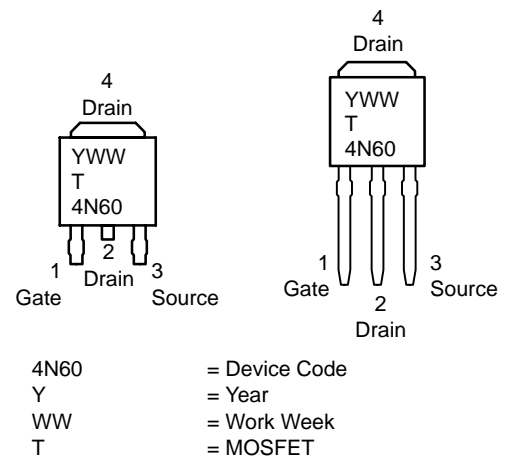 4
Drain
YWW
T
4N60
1
Gate
2
Drain
3
Source
4
Drain
YWW
T
4N60
1
Gate
2
Drain
3
Source
4N60 = Device Code
Y = Year
WW = Work Week
T = MOSFET